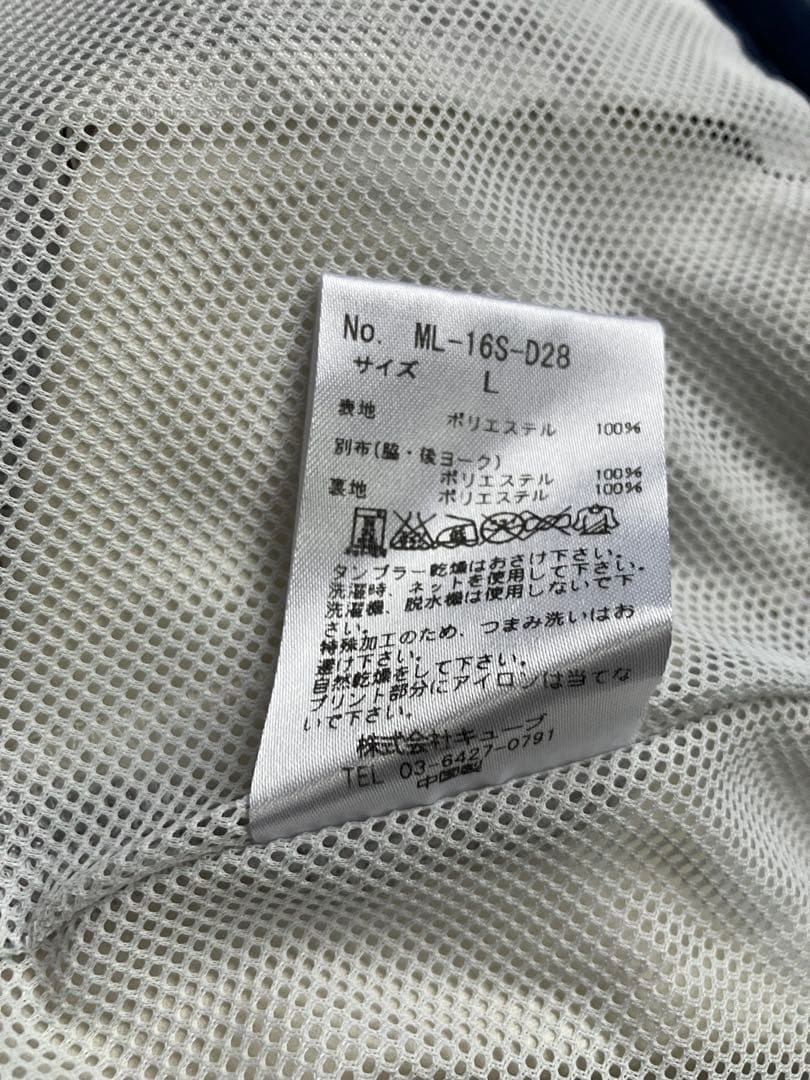 No. ML-16S-D28
サイズ L
表地 ポリエステル 100%
別布(脇・後ヨーク)
ポリエステル 100%
裏地 ポリエステル 100%
タンブラー乾燥はおさけ下さい。
洗濯時、ネットを使用して下さい。
洗濯機、脱水機は使用しないで下
さい。
特殊加工のため、つまみ洗いはお
避け下さい。
自然乾燥をして下さい。
プリント部分にアイロンは当てな
いで下さい。
株式会社キューブ
TEL 03-6427-0791
中国製